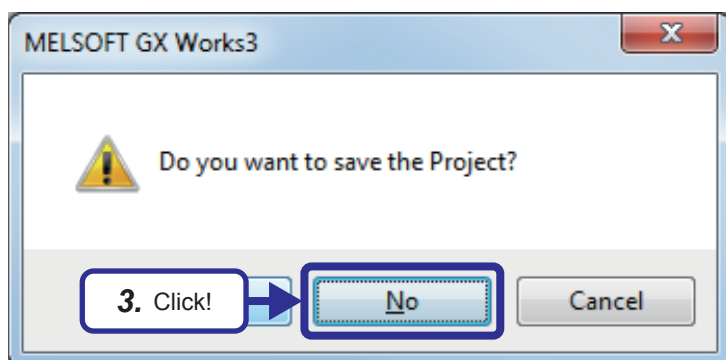 MELSOFT GX Works3
Do you want to save the Project?
3. Click!
No
Cancel